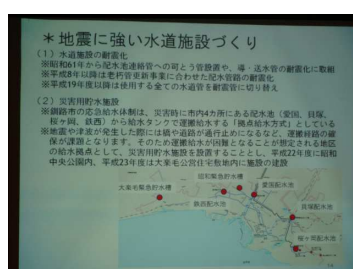 ＊地震に強い水道施設づくり
（1）水道施設の耐震化
※昭和61年から配水池連絡管への可とう管設置や、導・送水管の耐震化に取組
※平成8年以降は老朽管更新事業に合わせた配水管路の耐震化
※平成19年度以降は使用する全ての水道管を耐震管に切り替え
（2）災害用貯水施設
※釧路市の応急給水体制は、災害時に市内4カ所にある配水池（愛国、貝塚、
桜ヶ岡、鉄西）から給水タンクで運搬給水する「拠点給水方式」としている
※地震や津波が発生した際には橋や道路が通行止めになるなど、運搬経路の確
保が課題となります。そのため運搬給水が困難となることが想定される地区
の給水拠点として、災害用貯水施設を設置することとし、平成22年度に昭和
中央公園内、平成23年度は大楽毛公営住宅敷地内に施設の建設
昭和緊急貯水槽
大楽毛緊急貯水槽
愛国配水池
鉄西配水池
貝塚配水池
桜ヶ岡配水池